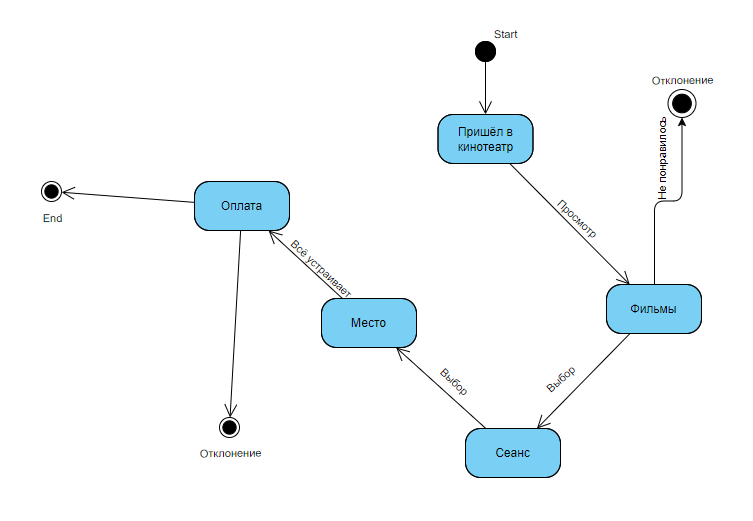 Start
Пришёл в
кинотеатр
Отклонение
Не понравилось
Просмотр
Оплата
End
Всё устраивает
Место
Фильмы
Выбор
Выбор
Отклонение
Сеанс